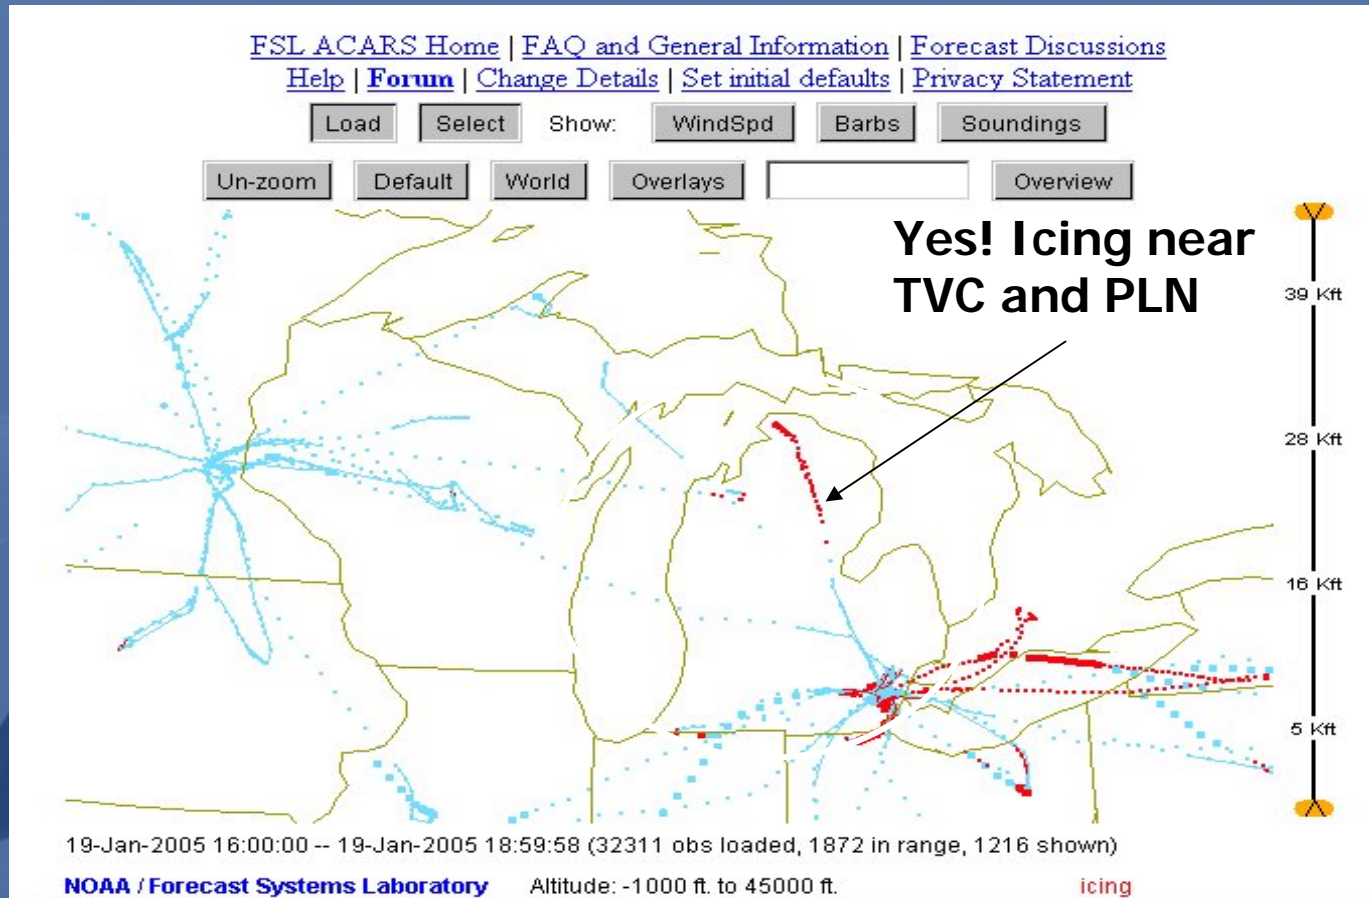 FSL ACARS Home | FAQ and General Information | Forecast Discussions
Help | Forum | Change Details | Set initial defaults | Privacy Statement
Load Select Show: WindSpd Barbs Soundings
Un-zoom Default World Overlays Overview
Yes! Icing near
TVC and PLN
39 Kft
28 Kft
16 Kft
5 Kft
19-Jan-2005 16:00:00 -- 19-Jan-2005 18:59:58 (32311 obs loaded, 1872 in range, 1216 shown)
NOAA / Forecast Systems Laboratory Altitude: -1000 ft. to 45000 ft. icing